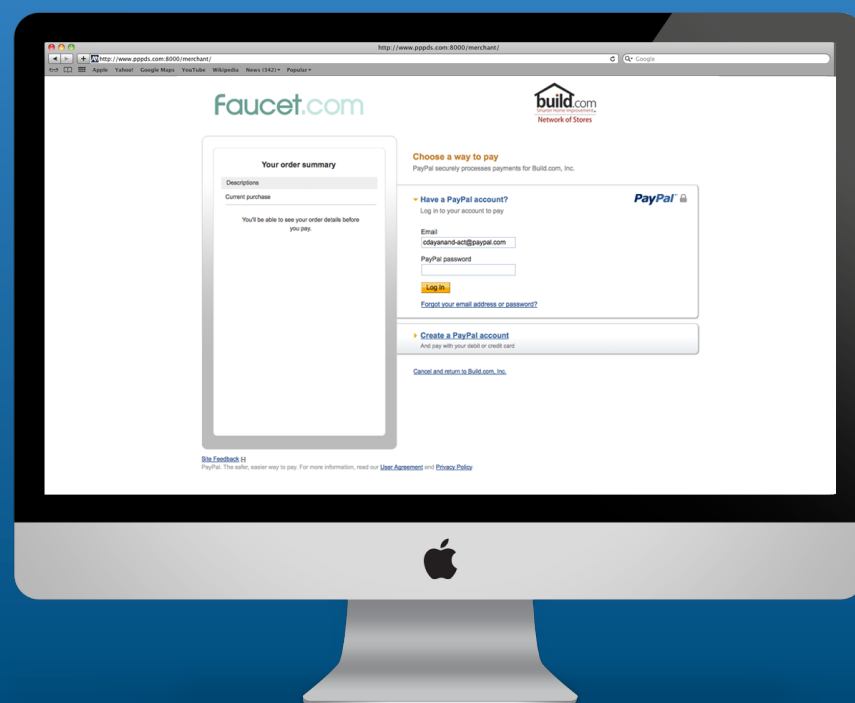 http://www.pppds.com:8000/merchant/
http://www.pppds.com:8000/merchant/
Google
Apple Yahoo! Google Maps YouTube Wikipedia News (342) Popular
Faucet.com
build.com
Smarter Home Improvement
Network of Stores
Your order summary
Descriptions
Current purchase
You'll be able to see your order details before
you pay.
Choose a way to pay
PayPal securely processes payments for Build.com, Inc.
Have a PayPal account?
PayPal
Log in to your account to pay
Email
cdayanand-act@paypal.com
PayPal password
Log In
Forgot your email address or password?
Create a PayPal account
And pay with your debit or credit card
Cancel and return to Build.com, Inc.
Site Feedback [-]
PayPal. The safer, easier way to pay. For more information, read our User Agreement and Privacy Policy